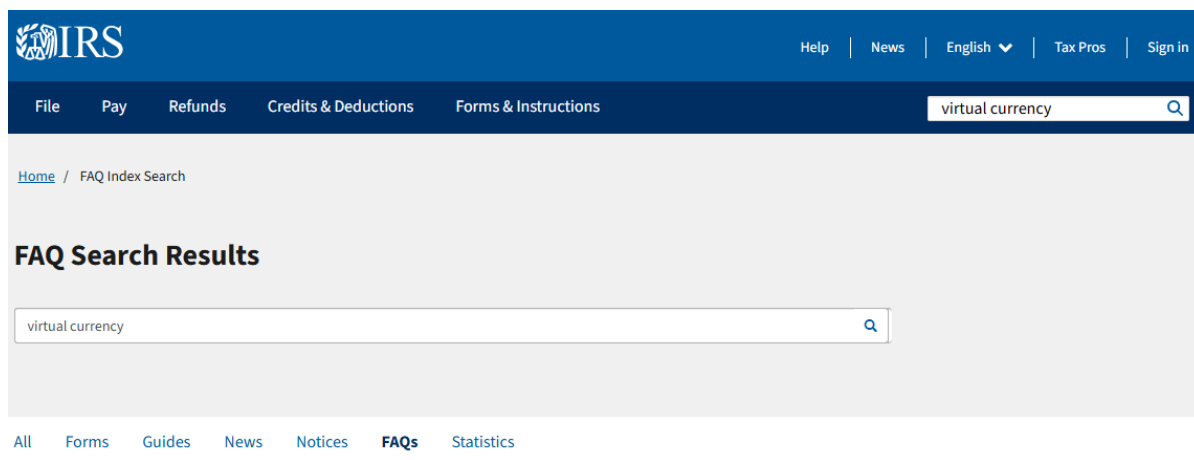 IRS
Help News English Tax Pros Sign in
File Pay Refunds Credits & Deductions Forms & Instructions virtual currency
Home / FAQ Index Search
FAQ Search Results
virtual currency
All Forms Guides News Notices FAQs Statistics